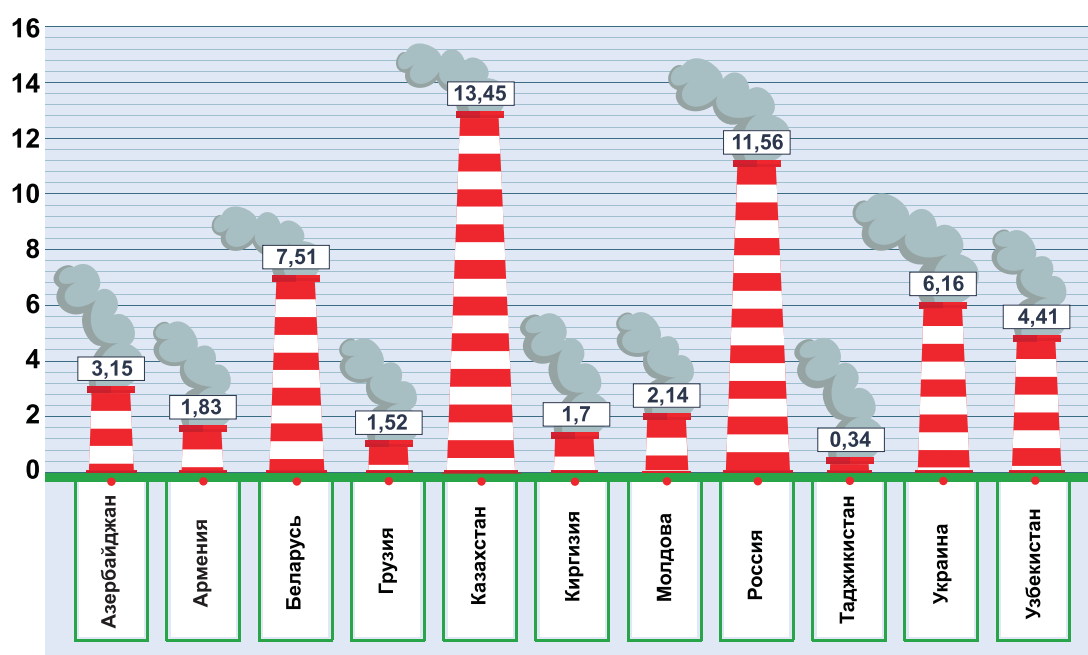 16
14
12
10
8
6
4
2
0
3,15
1,83
7,51
1,52
13,45
1,7
2,14
11,56
0,34
6,16
4,41
Азербайджан
Армения
Беларусь
Грузия
Казахстан
Киргизия
Молдова
Россия
Таджикистан
Украина
Узбекистан